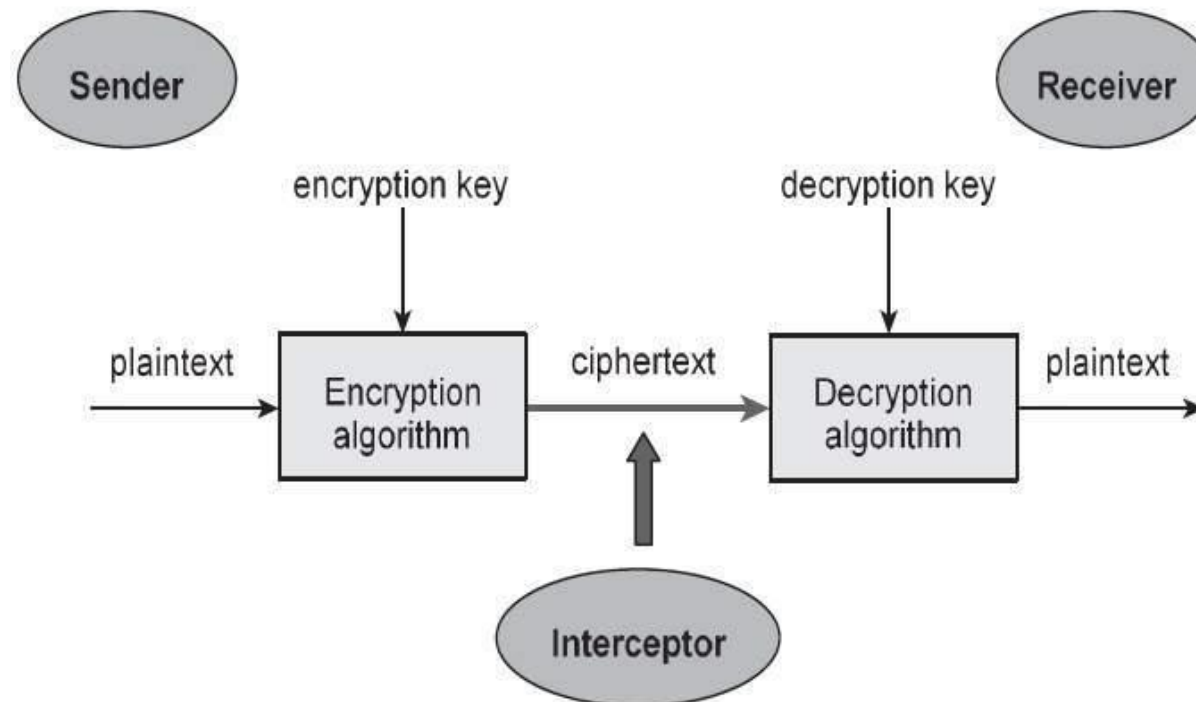 Sender
Receiver
encryption key
decryption key
plaintext
Encryption
algorithm
ciphertext
Decryption
algorithm
plaintext
Interceptor